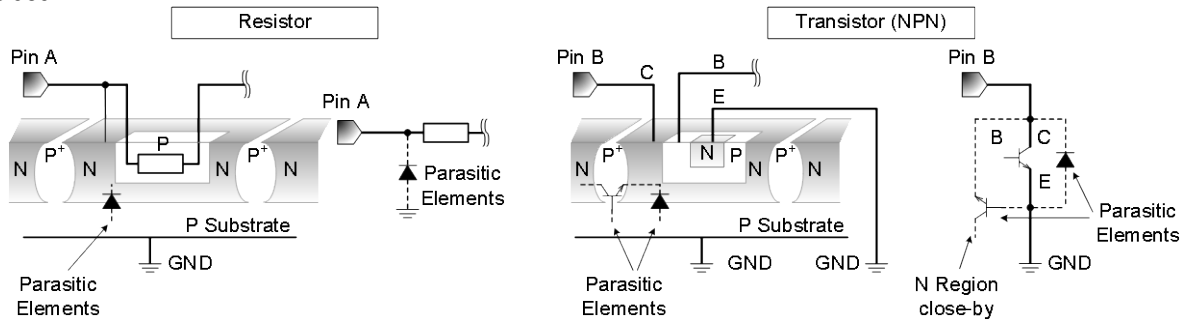 Resistor
Transistor (NPN)
Pin A
Pin B
C
B
E
Pin B
Pin A
N
P+
N
P
N
P+
N
Parasitic
Elements
N
P+
N
N
P
N
P+
N
B
C
E
P Substrate
GND
Parasitic
Elements
P Substrate
GND
GND
Parasitic
Elements
Parasitic
Elements
GND
N Region
close-by